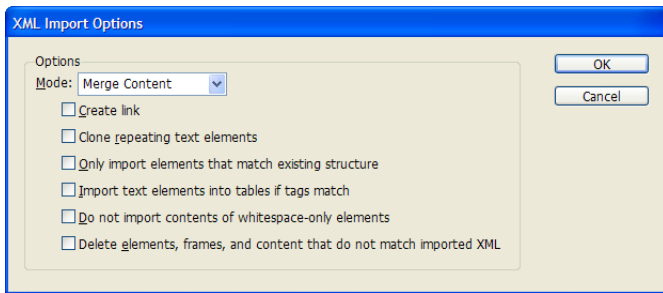 XML Import Options
Options
OK
Mode: Merge Content
Cancel
Create link
Clone repeating text elements
Only import elements that match existing structure
Import text elements into tables if tags match
Do not import contents of whitespace-only elements
Delete elements, frames, and content that do not match imported XML